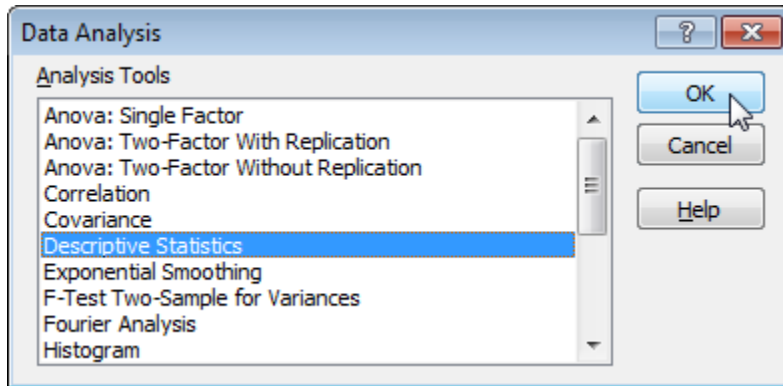 Data Analysis
Analysis Tools
Anova: Single Factor
Anova: Two-Factor With Replication
Anova: Two-Factor Without Replication
Correlation
Covariance
Descriptive Statistics
Exponential Smoothing
F-Test Two-Sample for Variances
Fourier Analysis
Histogram
OK
Cancel
Help